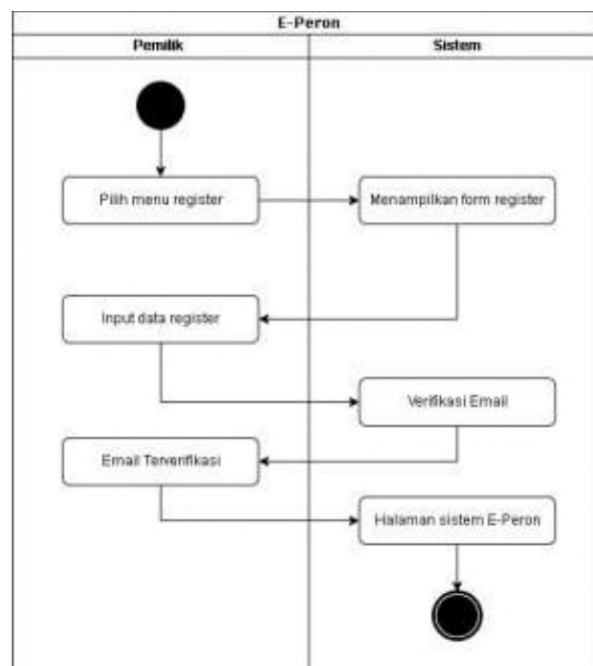 E-Peron
Pemilik
Sistem
Pilih menu register
Menampilkan form register
Input data register
Verifikasi Email
Email Terverifikasi
Halaman sistem E-Peron